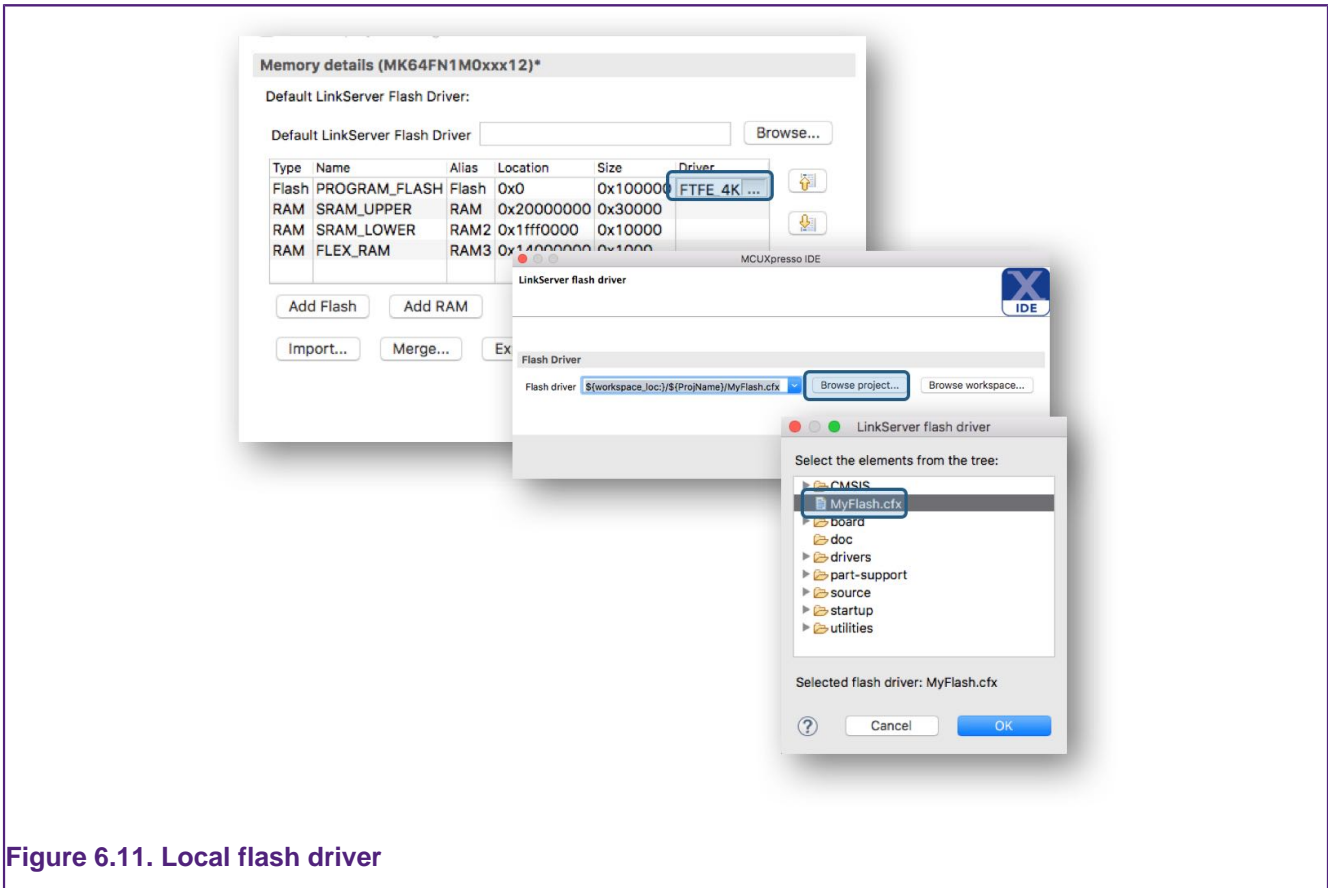 Memory details (MK64FN1M0xxx12)*
Default LinkServer Flash Driver:
Default LinkServer Flash Driver Browse...
Type Name Alias Location Size Driver
Flash PROGRAM_FLASH Flash 0x0 0x100000 FTFE_4K ...
RAM SRAM_UPPER RAM 0x20000000 0x30000
RAM SRAM_LOWER RAM2 0x1fff0000 0x10000
RAM FLEX_RAM RAM3 0x14000000 0x1000
Add Flash Add RAM
Import... Merge... Ex
MCUXpresso IDE
LinkServer flash driver
X
IDE
Flash Driver
Flash driver ${workspace_loc:}/${ProjName}/MyFlash.cfx Browse project... Browse workspace...
LinkServer flash driver
Select the elements from the tree:
CMSIS
MyFlash.cfx
board
doc
drivers
part-support
source
startup
utilities
Selected flash driver: MyFlash.cfx
? Cancel OK
Figure 6.11. Local flash driver